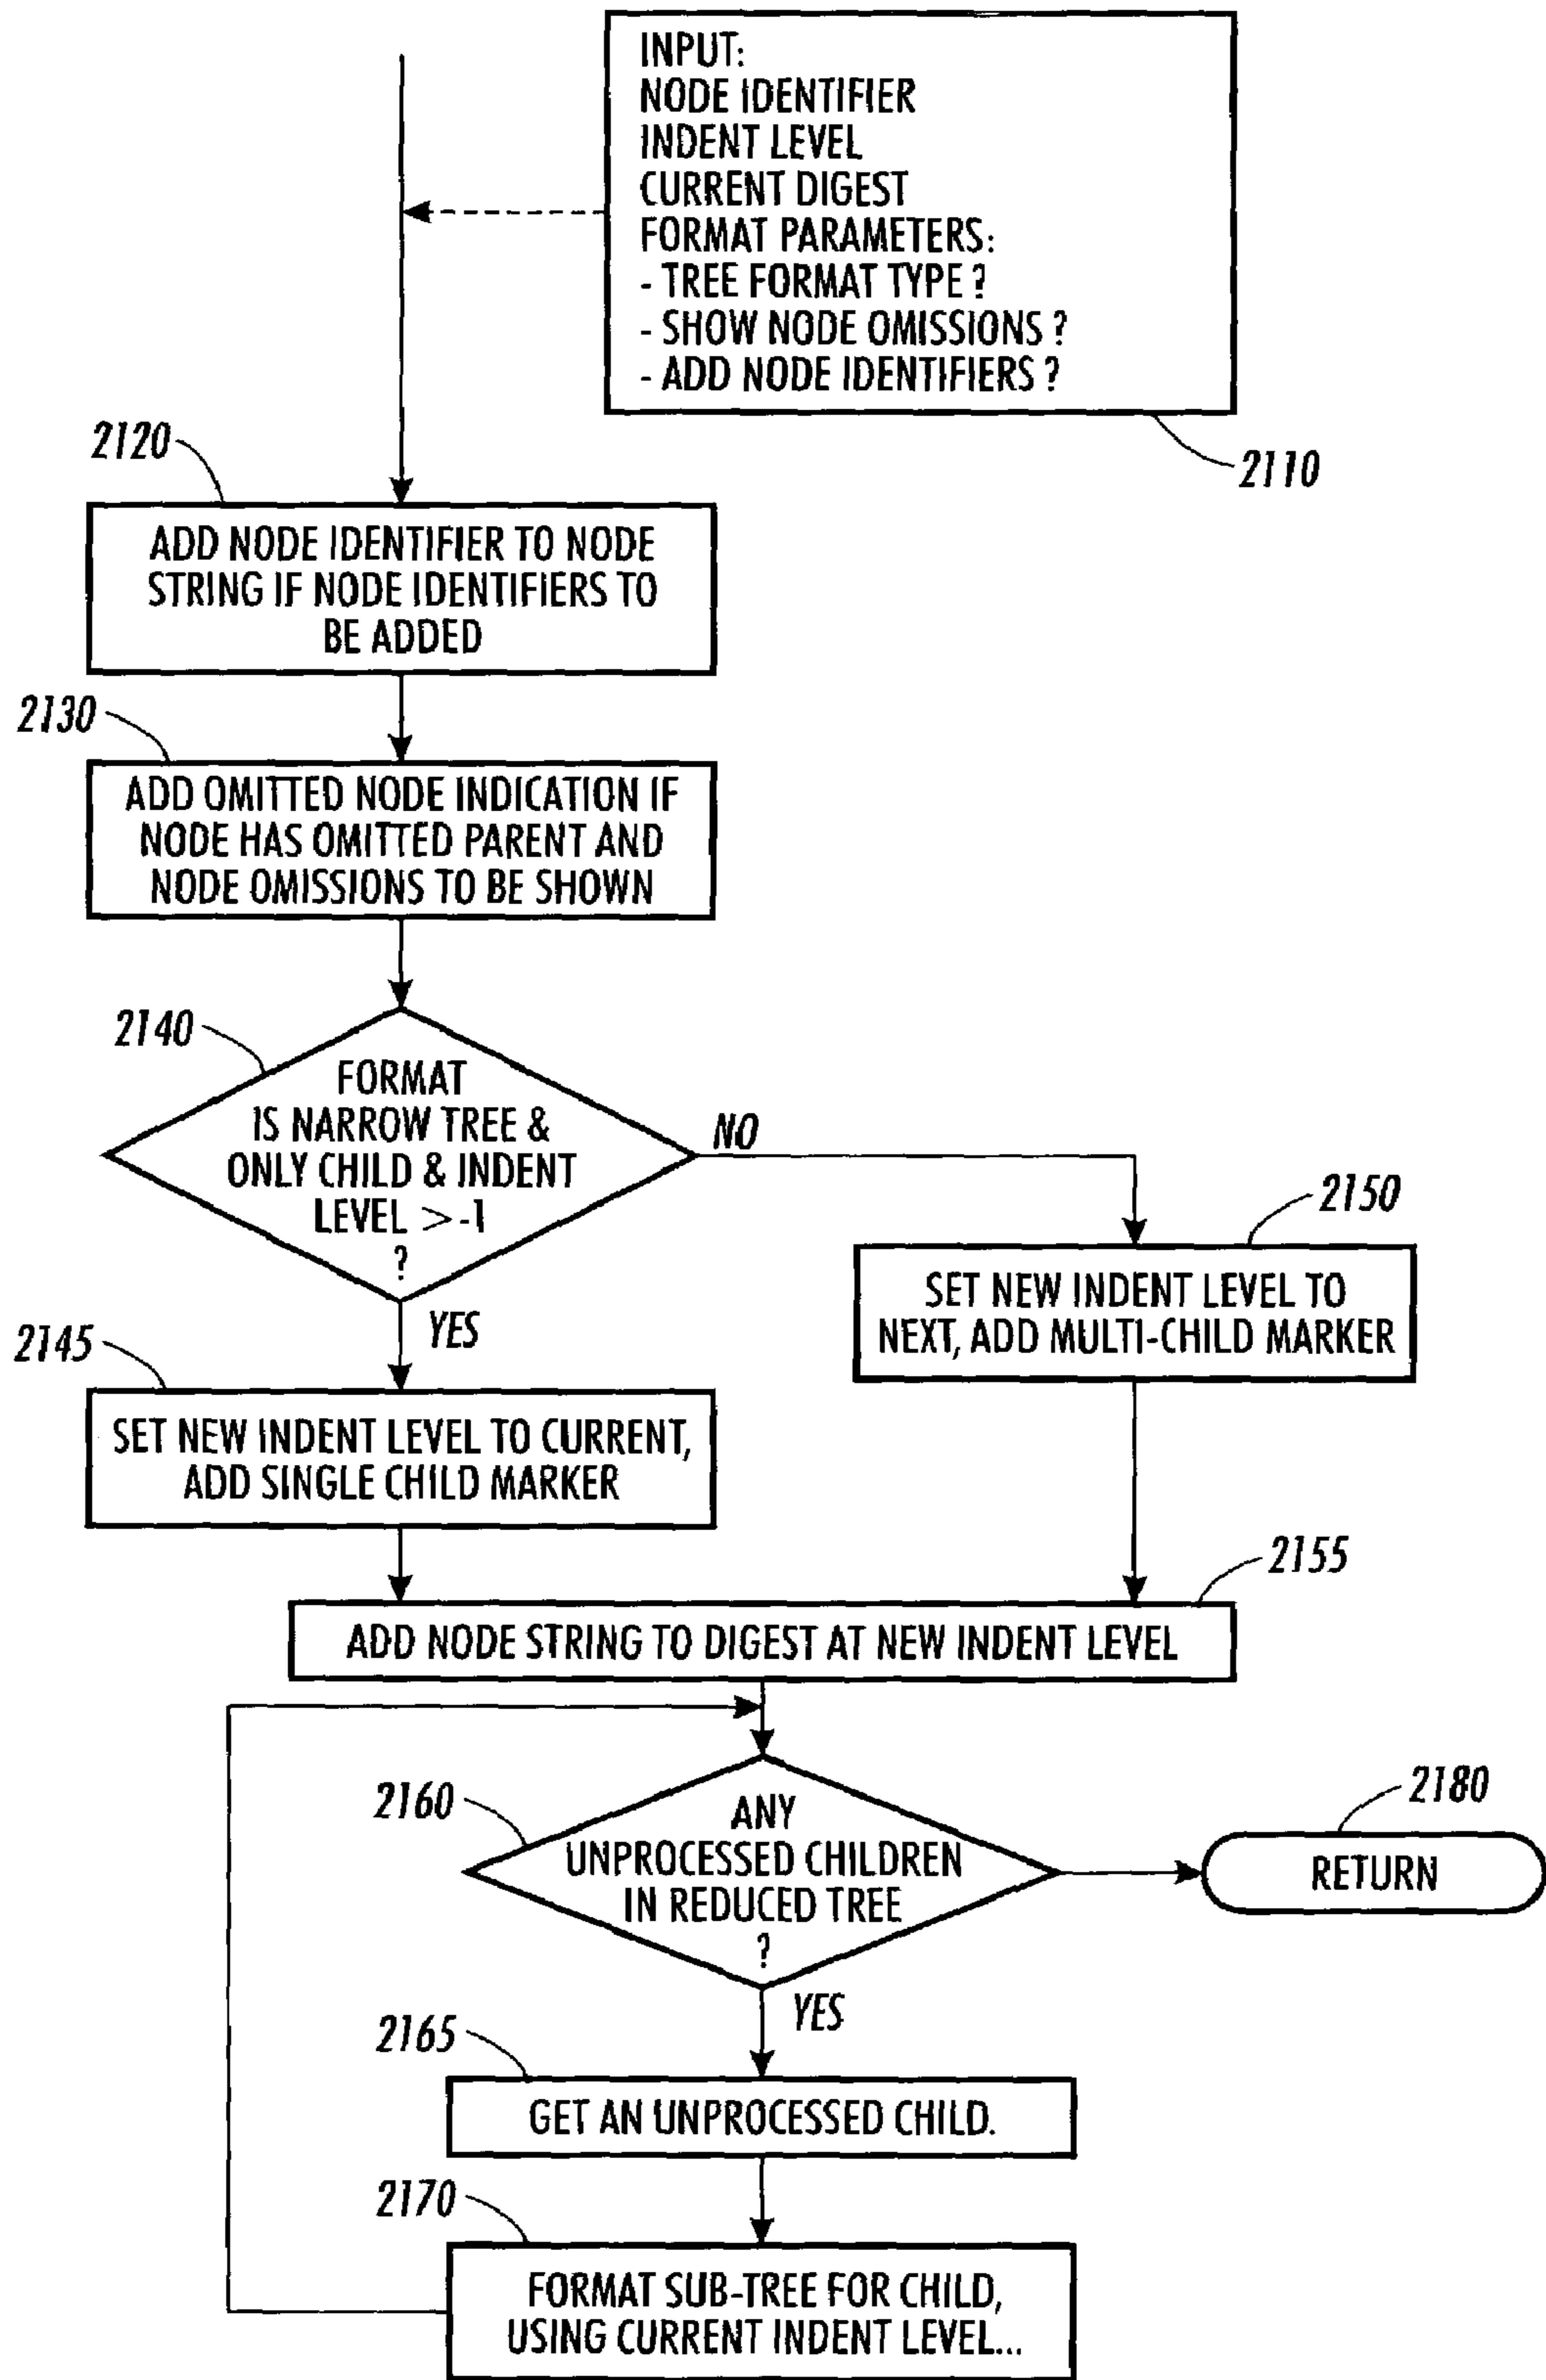 INPUT:
NODE IDENTIFIER
INDENT LEVEL
CURRENT DIGEST
FORMAT PARAMETERS:
- TREE FORMAT TYPE ?
- SHOW NODE OMISSIONS ?
- ADD NODE IDENTIFIERS ?
2110
2120
ADD NODE IDENTIFIER TO NODE
STRING IF NODE IDENTIFIERS TO
BE ADDED
2130
ADD OMITTED NODE INDICATION IF
NODE HAS OMITTED PARENT AND
NODE OMISSIONS TO BE SHOWN
2140
FORMAT
IS NARROW TREE &
ONLY CHILD & INDENT
LEVEL >-1
?
NO
YES
2150
SET NEW INDENT LEVEL TO
NEXT, ADD MULTI-CHILD MARKER
2145
SET NEW INDENT LEVEL TO CURRENT,
ADD SINGLE CHILD MARKER
2155
ADD NODE STRING TO DIGEST AT NEW INDENT LEVEL
2160
ANY
UNPROCESSED CHILDREN
IN REDUCED TREE
?
2180
RETURN
YES
2165
GET AN UNPROCESSED CHILD.
2170
FORMAT SUB-TREE FOR CHILD,
USING CURRENT INDENT LEVEL...